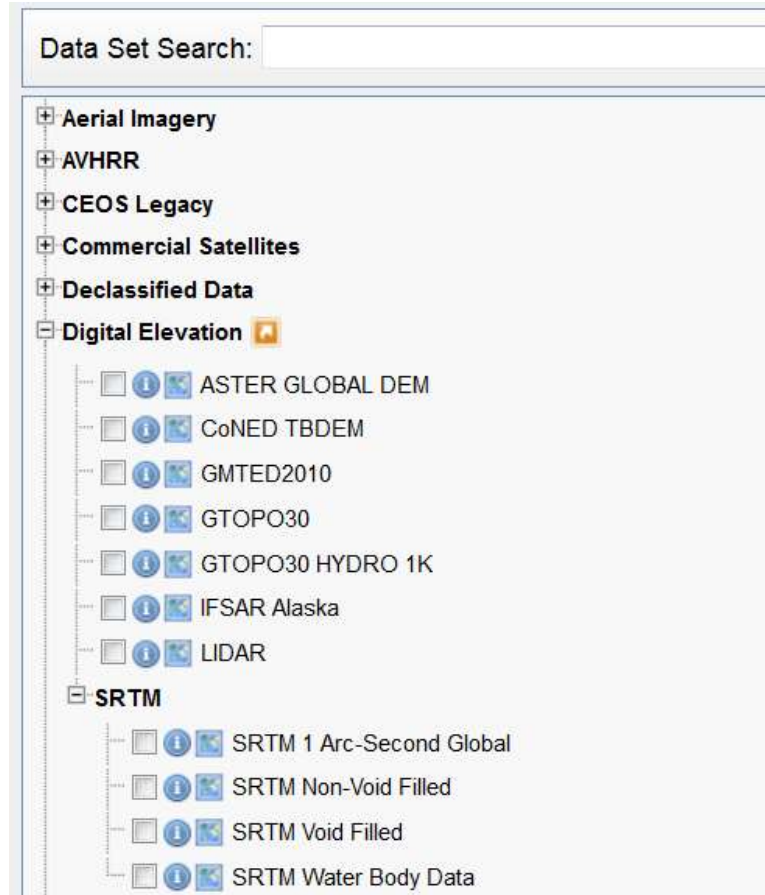 Data Set Search:
Aerial Imagery
AVHRR
CEOS Legacy
Commercial Satellites
Declassified Data
Digital Elevation
ASTER GLOBAL DEM
CoNED TBDEM
GMTED2010
GTOPO30
GTOPO30 HYDRO 1K
IFSAR Alaska
LIDAR
SRTM
SRTM 1 Arc-Second Global
SRTM Non-Void Filled
SRTM Void Filled
SRTM Water Body Data